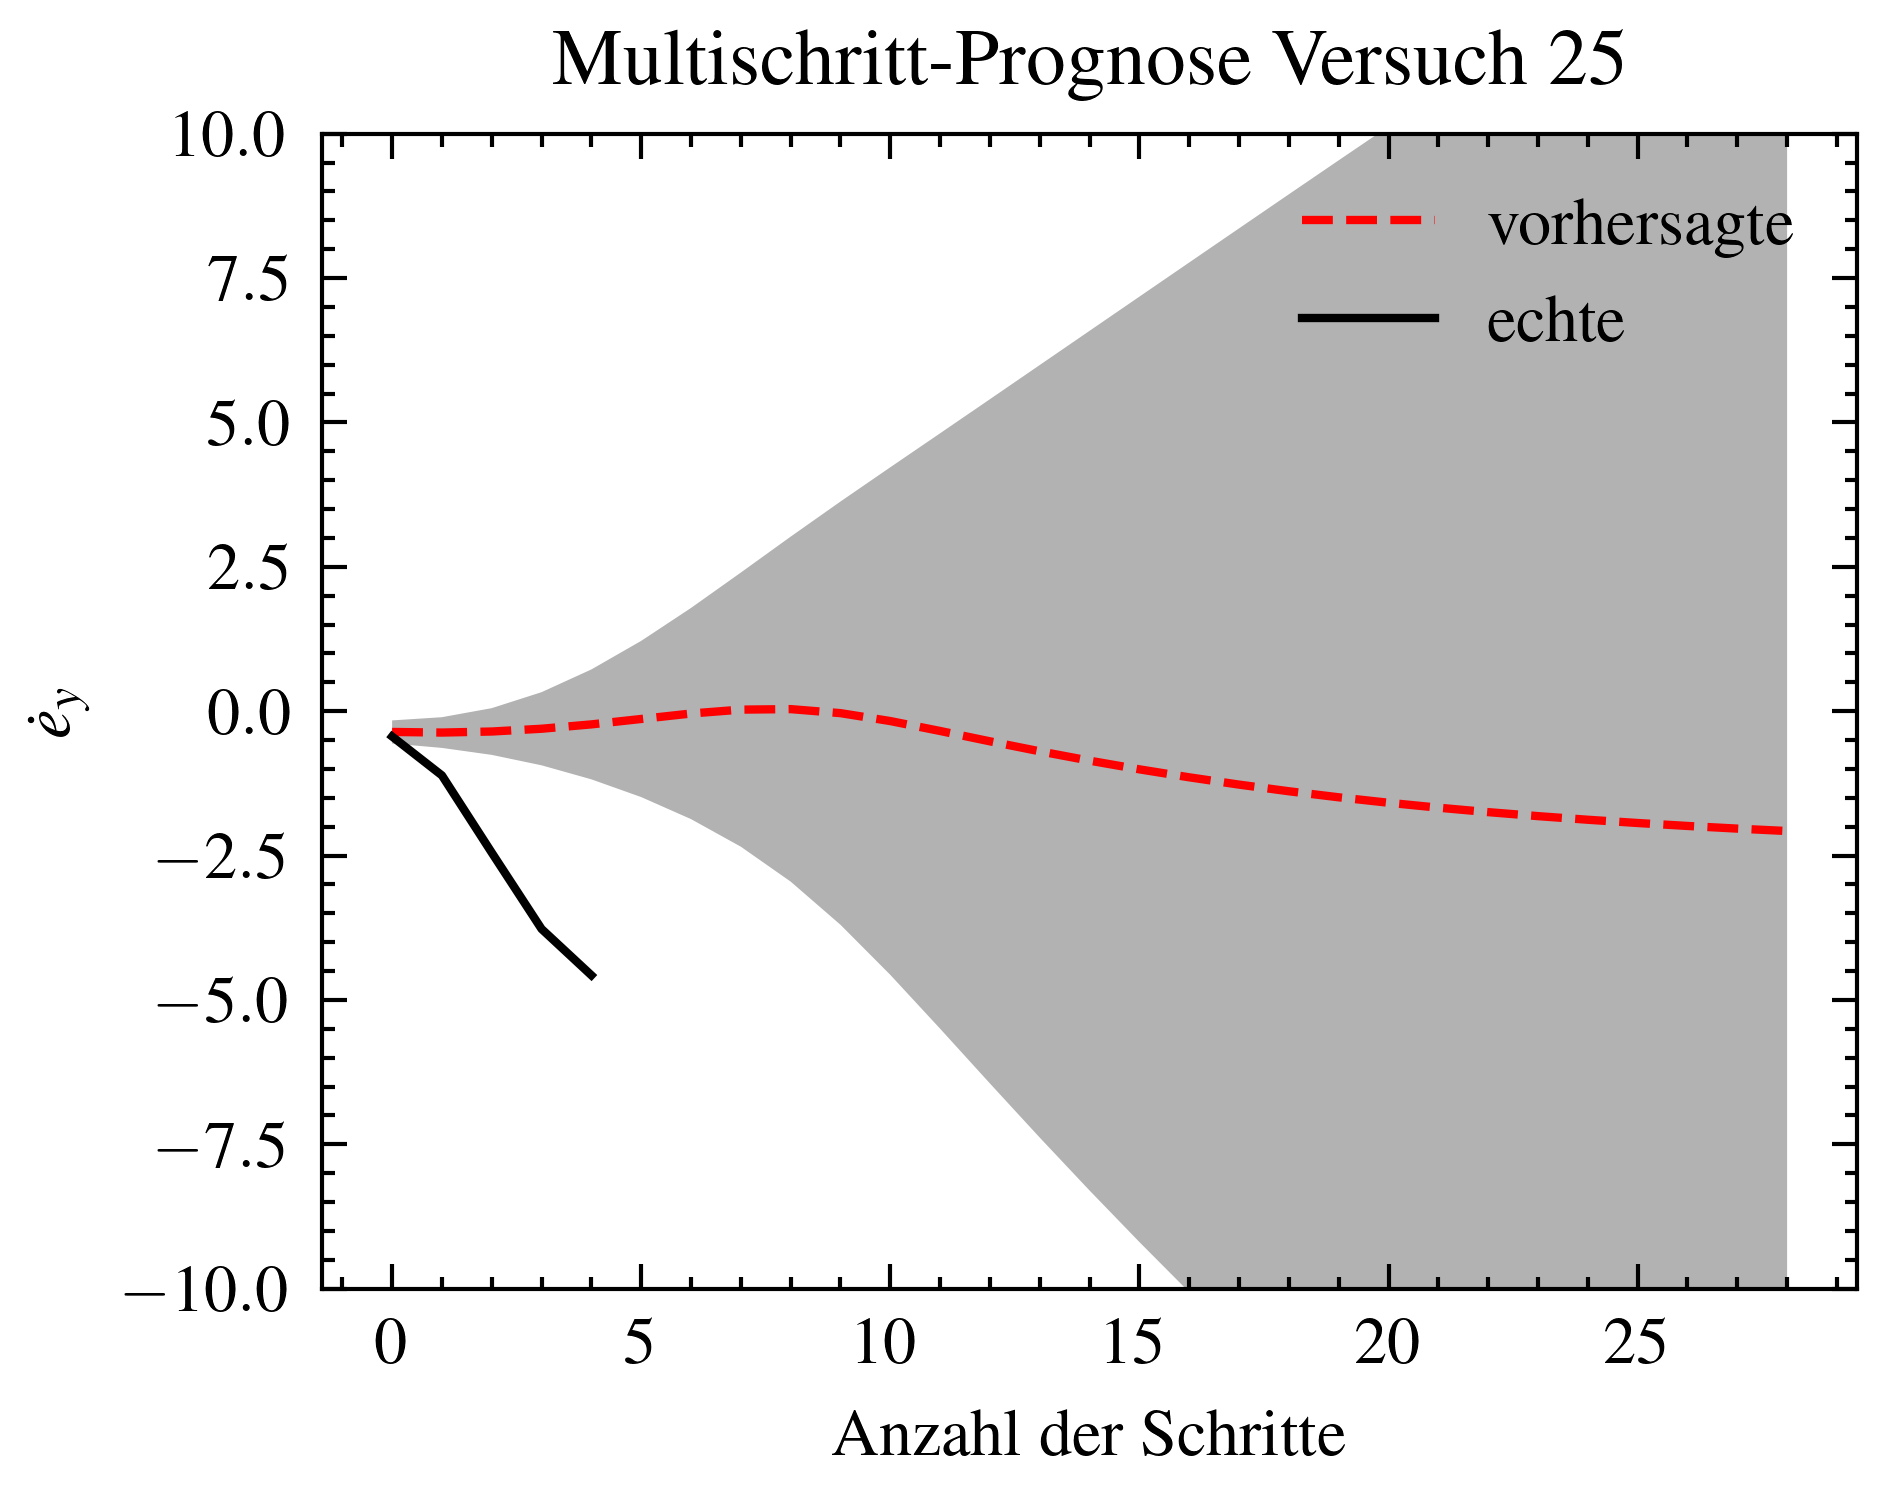 Multischritt-Prognose Versuch 25
10.0
7.5
5.0
2.5
0.0
−2.5
−5.0
−7.5
−10.0
ėy
vorhersagte
echte
0 5 10 15 20 25
Anzahl der Schritte